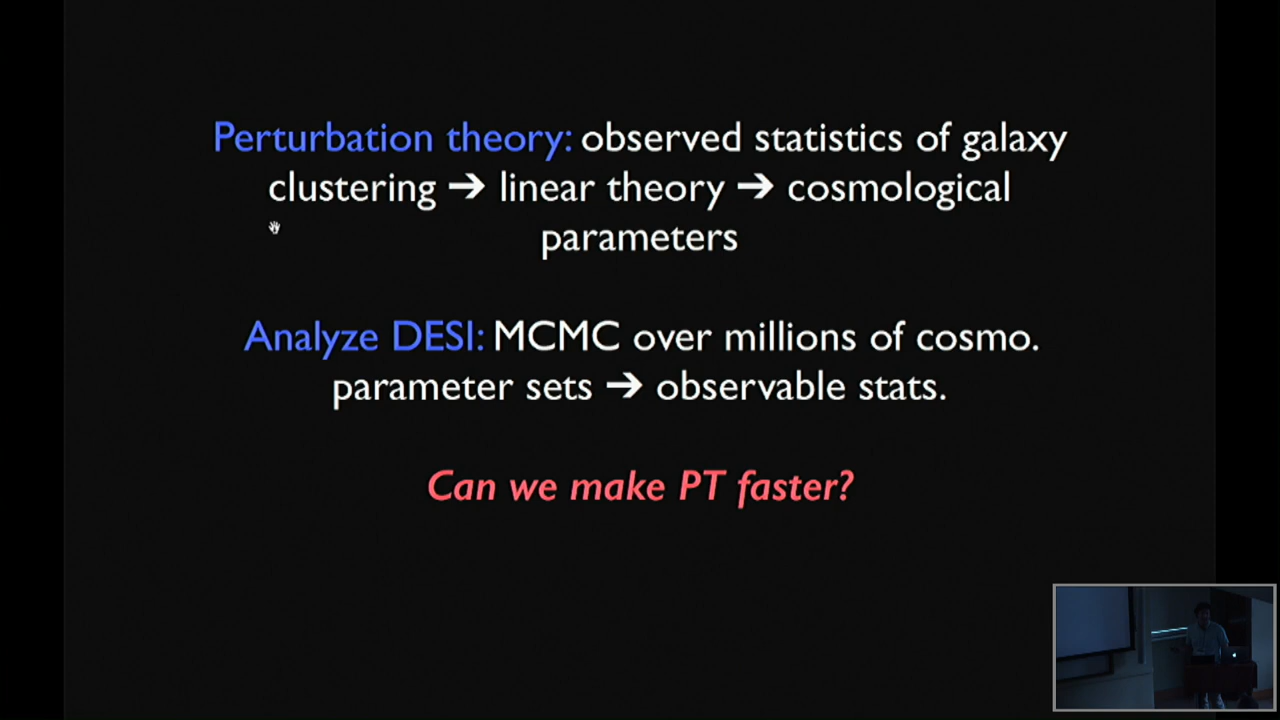 Perturbation theory: observed statistics of galaxy
clustering ➔ linear theory ➔ cosmological
parameters
Analyze DESI: MCMC over millions of cosmo.
parameter sets ➔ observable stats.
Can we make PT faster?